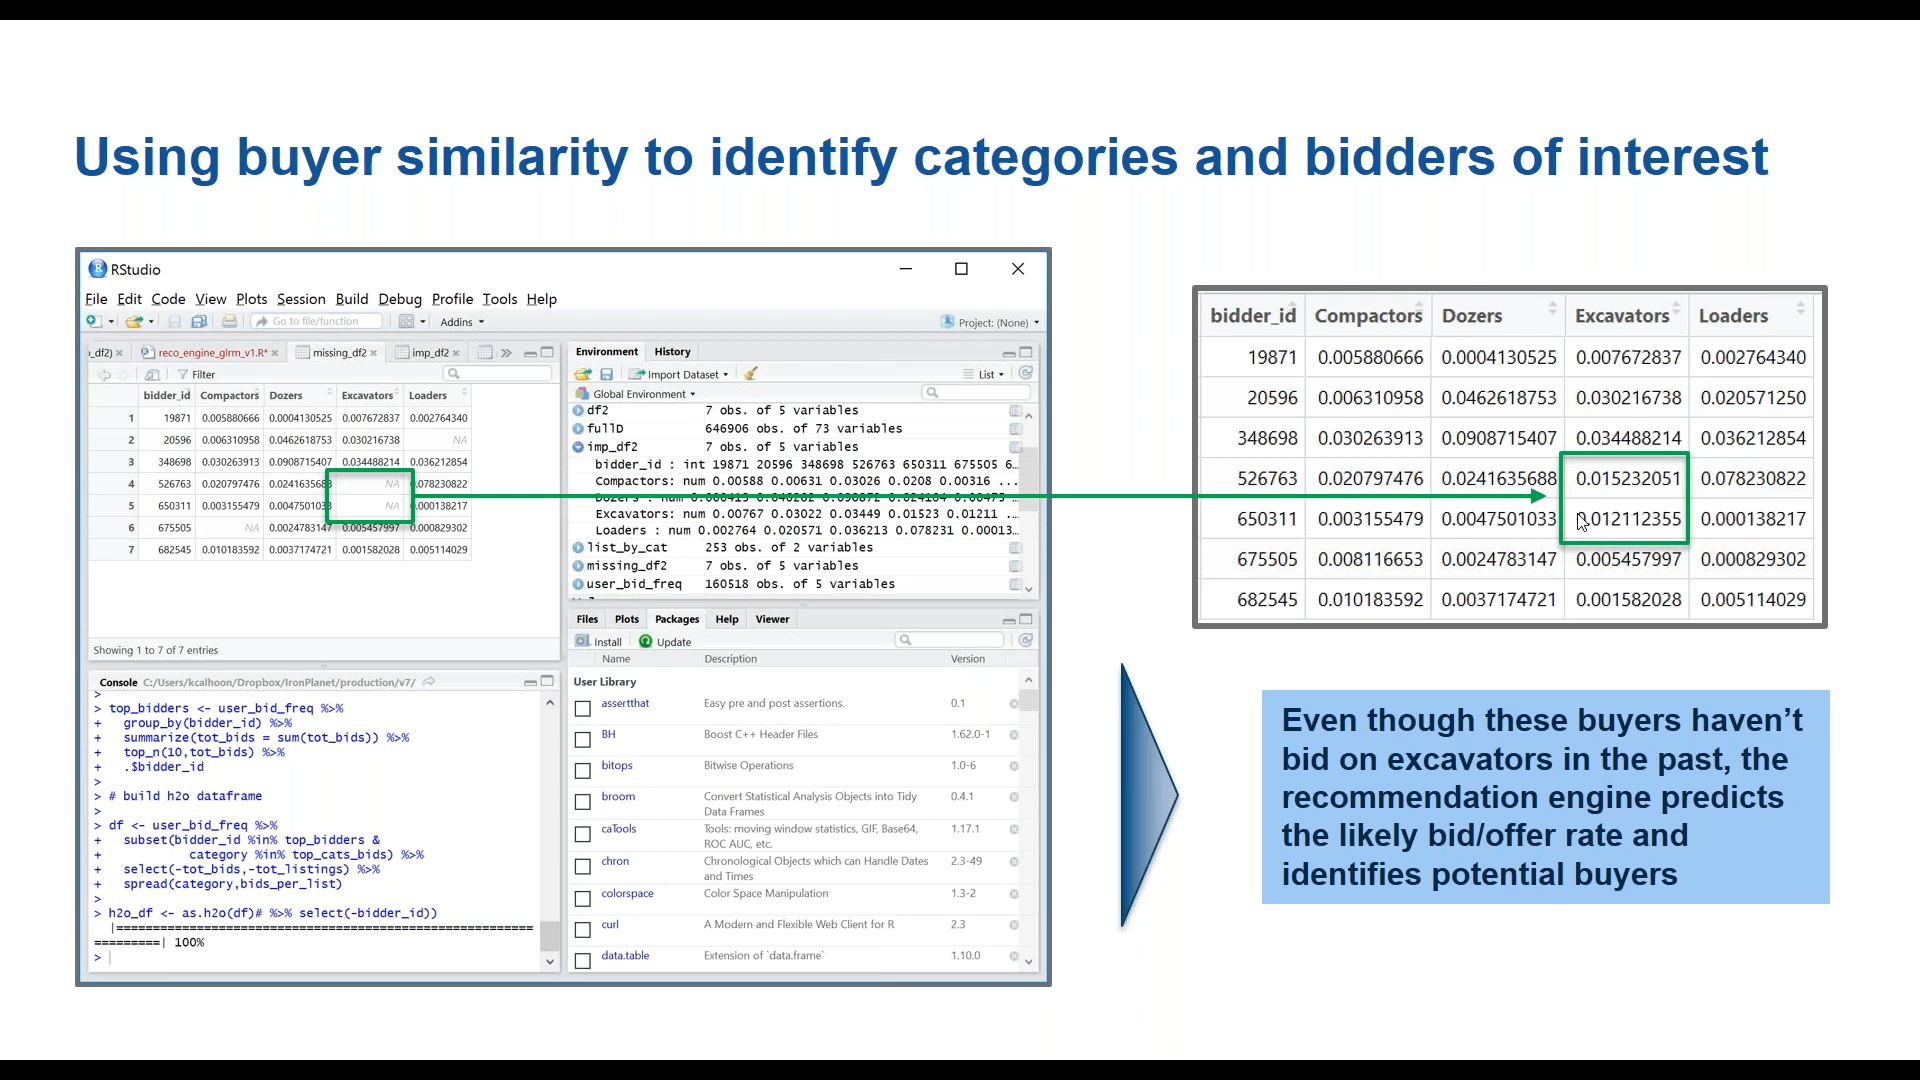 Using buyer similarity to identify categories and bidders of interest
RStudio
File Edit Code View Plots Session Build Debug Profile Tools Help
Go to file/function Addins Project: (None)
_df2) reco_engine_glrm_v1.R* missing_df2 imp_df2
Filter
bidder_id Compactors Dozers Excavators Loaders
1 19871 0.005880666 0.0004130525 0.007672837 0.002764340
2 20596 0.006310958 0.0462618753 0.030216738 NA
3 348698 0.030263913 0.0908715407 0.034488214 0.036212854
4 526763 0.020797476 0.0241635688 NA 0.078230822
5 650311 0.003155479 0.0047501033 NA 0.000138217
6 675505 NA 0.0024783147 0.005457997 0.000829302
7 682545 0.010183592 0.0037174721 0.001582028 0.005114029
Showing 1 to 7 of 7 entries
Console C:/Users/kcalhoon/Dropbox/IronPlanet/production/v7/
>
> top_bidders <- user_bid_freq %>%
+ group_by(bidder_id) %>%
+ summarize(tot_bids = sum(tot_bids)) %>%
+ top_n(10,tot_bids) %>%
+ .$bidder_id
>
> # build h2o dataframe
>
> df <- user_bid_freq %>%
+ subset(bidder_id %in% top_bidders &
+ category %in% top_cats_bids) %>%
+ select(-tot_bids,-tot_listings) %>%
+ spread(category,bids_per_list)
>
> h2o_df <- as.h2o(df)# %>% select(-bidder_id))
|=========================================================
=========| 100%
>
Environment History
Import Dataset List
Global Environment
df2 7 obs. of 5 variables
fullD 646906 obs. of 73 variables
imp_df2 7 obs. of 5 variables
bidder_id : int 19871 20596 348698 526763 650311 675505 6…
Compactors: num 0.00588 0.00631 0.03026 0.0208 0.00316 ...
Dozers : num 0.000413 0.046262 0.090872 0.024164 0.00475 ...
Excavators: num 0.00767 0.03022 0.03449 0.01523 0.01211 ...
Loaders : num 0.002764 0.020571 0.036213 0.078231 0.00013…
list_by_cat 253 obs. of 2 variables
missing_df2 7 obs. of 5 variables
user_bid_freq 160518 obs. of 5 variables
Files Plots Packages Help Viewer
Install Update
Name Description Version
User Library
assertthat Easy pre and post assertions. 0.1
BH Boost C++ Header Files 1.62.0-1
bitops Bitwise Operations 1.0-6
broom Convert Statistical Analysis Objects into Tidy 0.4.1
Data Frames
caTools Tools: moving window statistics, GIF, Base64, 1.17.1
ROC AUC, etc.
chron Chronological Objects which can Handle Dates 2.3-49
and Times
colorspace Color Space Manipulation 1.3-2
curl A Modern and Flexible Web Client for R 2.3
data.table Extension of `data.frame` 1.10.0
bidder_id Compactors Dozers Excavators Loaders
19871 0.005880666 0.0004130525 0.007672837 0.002764340
20596 0.006310958 0.0462618753 0.030216738 0.020571250
348698 0.030263913 0.0908715407 0.034488214 0.036212854
526763 0.020797476 0.0241635688 0.015232051 0.078230822
650311 0.003155479 0.0047501033 0.012112355 0.000138217
675505 0.008116653 0.0024783147 0.005457997 0.000829302
682545 0.010183592 0.0037174721 0.001582028 0.005114029
Even though these buyers haven’t
bid on excavators in the past, the
recommendation engine predicts
the likely bid/offer rate and
identifies potential buyers